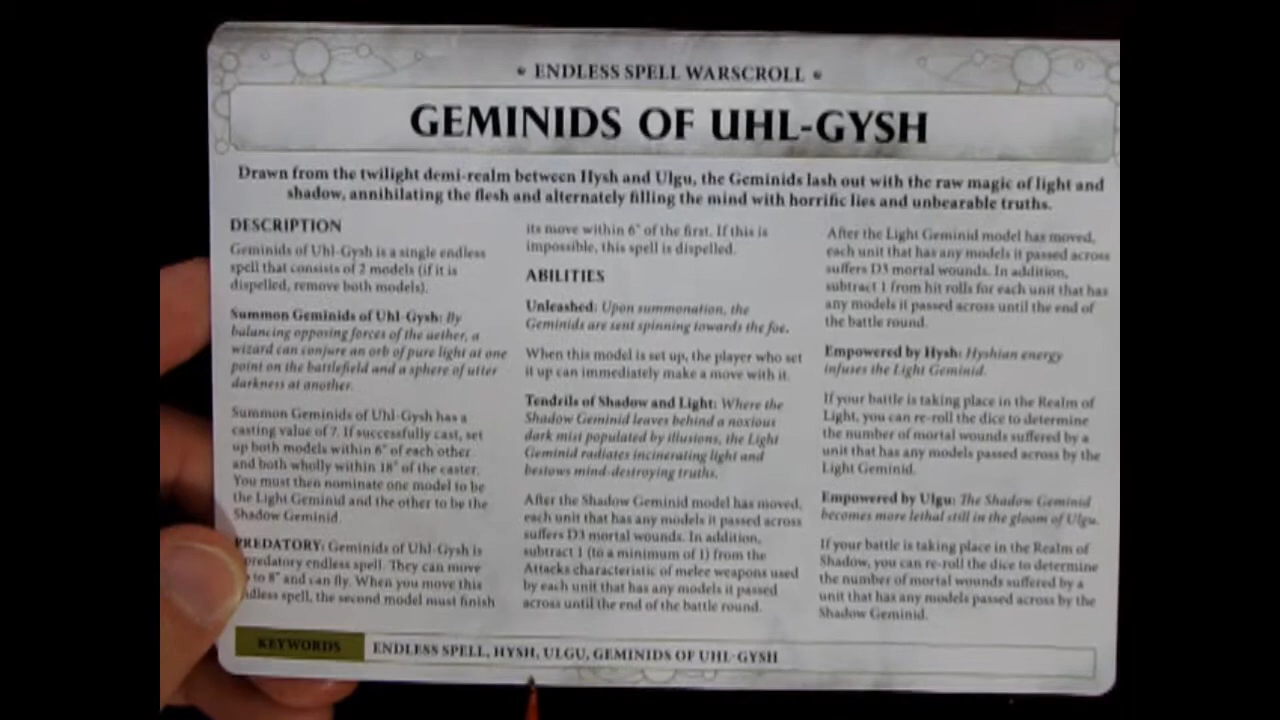 • ENDLESS SPELL WARSCROLL •
GEMINIDS OF UHL-GYSH
Drawn from the twilight demi-realm between Hysh and Ulgu, the Geminids lash out with the raw magic of light and
shadow, annihilating the flesh and alternately filling the mind with horrific lies and unbearable truths.
DESCRIPTION
Geminids of Uhl-Gysh is a single endless
spell that consists of 2 models (if it is
dispelled, remove both models).
Summon Geminids of Uhl-Gysh: By
balancing opposing forces of the aether, a
wizard can conjure an orb of pure light at one
point on the battlefield and a sphere of utter
darkness at another.
Summon Geminids of Uhl-Gysh has a
casting value of 7. If successfully cast, set
up both models within 6" of each other
and both wholly within 18" of the caster.
You must then nominate one model to be
the Light Geminid and the other to be the
Shadow Geminid.
PREDATORY: Geminids of Uhl-Gysh is
predatory endless spell. They can move
to 8" and can fly. When you move this
endless spell, the second model must finish
its move within 6" of the first. If this is
impossible, this spell is dispelled.
ABILITIES
Unleashed: Upon summonation, the
Geminids are sent spinning towards the foe.
When this model is set up, the player who set
it up can immediately make a move with it.
Tendrils of Shadow and Light: Where the
Shadow Geminid leaves behind a noxious
dark mist populated by illusions, the Light
Geminid radiates incinerating light and
bestows mind-destroying truths.
After the Shadow Geminid model has moved,
each unit that has any models it passed across
suffers D3 mortal wounds. In addition,
subtract 1 (to a minimum of 1) from the
Attacks characteristic of melee weapons used
by each unit that has any models it passed
across until the end of the battle round.
After the Light Geminid model has moved,
each unit that has any models it passed across
suffers D3 mortal wounds. In addition,
subtract 1 from hit rolls for each unit that has
any models it passed across until the end of
the battle round.
Empowered by Hysh: Hyshian energy
infuses the Light Geminid.
If your battle is taking place in the Realm of
Light, you can re-roll the dice to determine
the number of mortal wounds suffered by a
unit that has any models passed across by the
Light Geminid.
Empowered by Ulgu: The Shadow Geminid
becomes more lethal still in the gloom of Ulgu.
If your battle is taking place in the Realm of
Shadow, you can re-roll the dice to determine
the number of mortal wounds suffered by a
unit that has any models passed across by the
Shadow Geminid.
KEYWORDS
ENDLESS SPELL, HYSH, ULGU, GEMINIDS OF UHL-GYSH